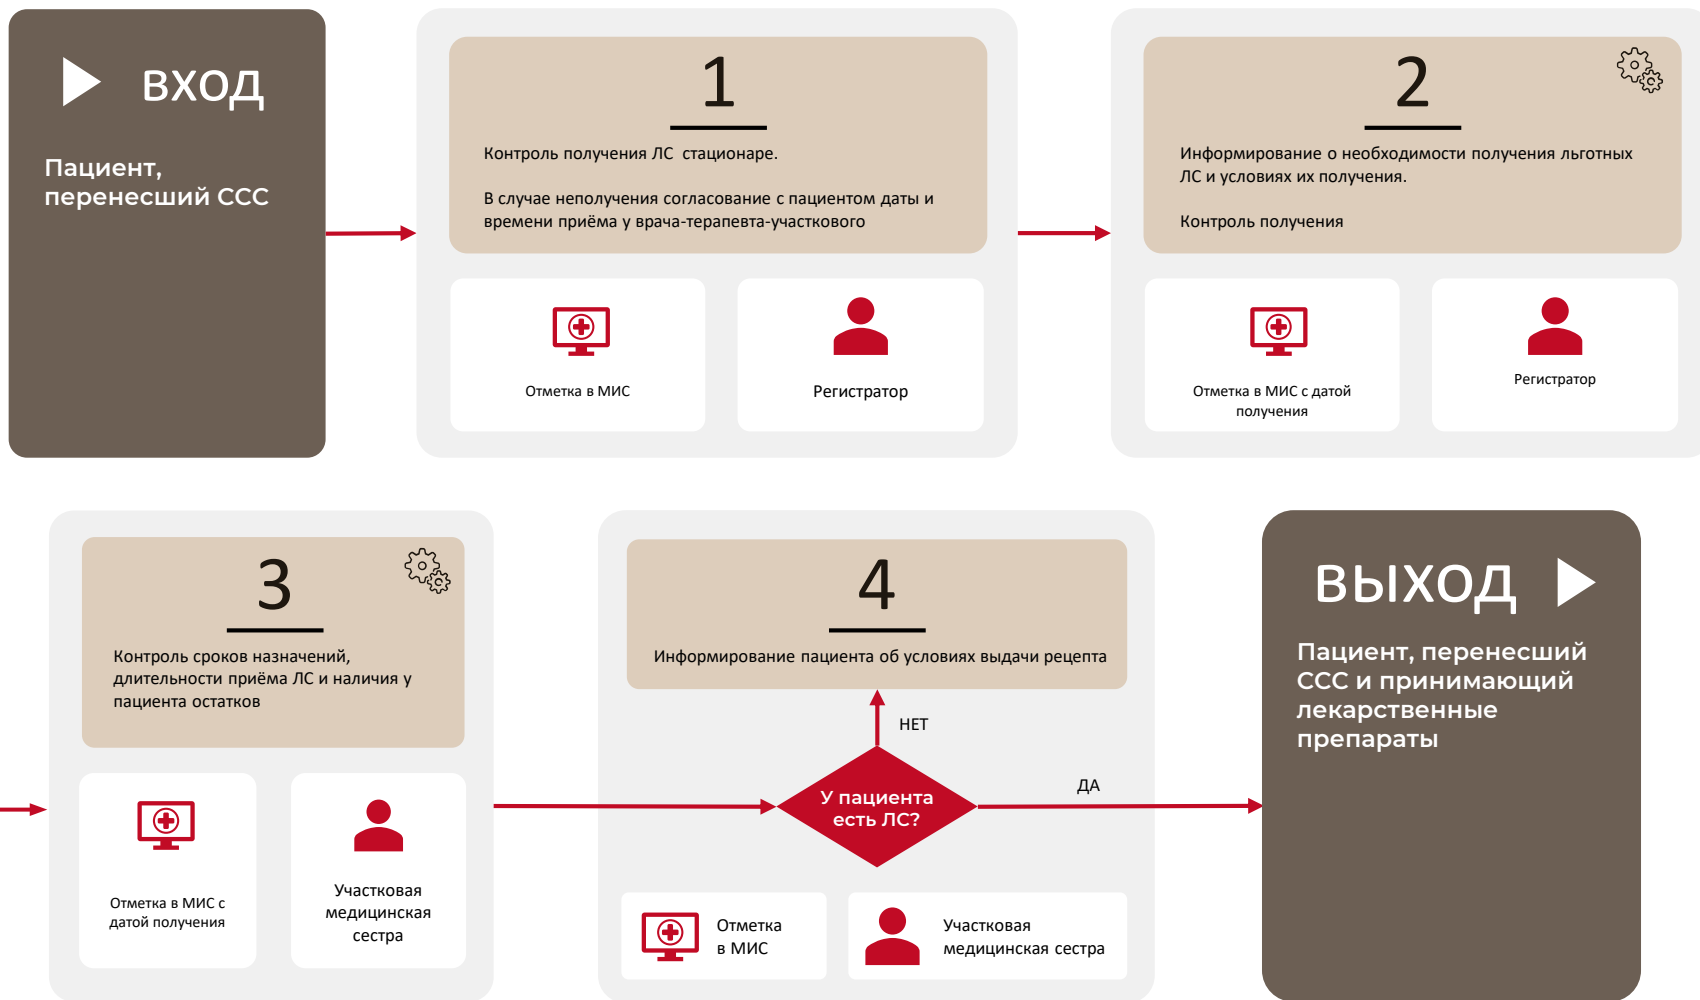 ВХОД
Пациент,
перенесший ССС
1
Контроль получения ЛС стационаре.
В случае неполучения согласование с пациентом даты и
времени приёма у врача-терапевта-участкового
Отметка в МИС
Регистратор
2
Информирование о необходимости получения льготных
ЛС и условиях их получения.
Контроль получения
Отметка в МИС с датой
получения
Регистратор
3
Контроль сроков назначений,
длительности приёма ЛС и наличия у
пациента остатков
Отметка в МИС с
датой получения
Участковая
медицинская
сестра
4
Информирование пациента об условиях выдачи рецепта
НЕТ
У пациента
есть ЛС?
ДА
Отметка
в МИС
Участковая
медицинская сестра
ВЫХОД
Пациент, перенесший
ССС и принимающий
лекарственные
препараты